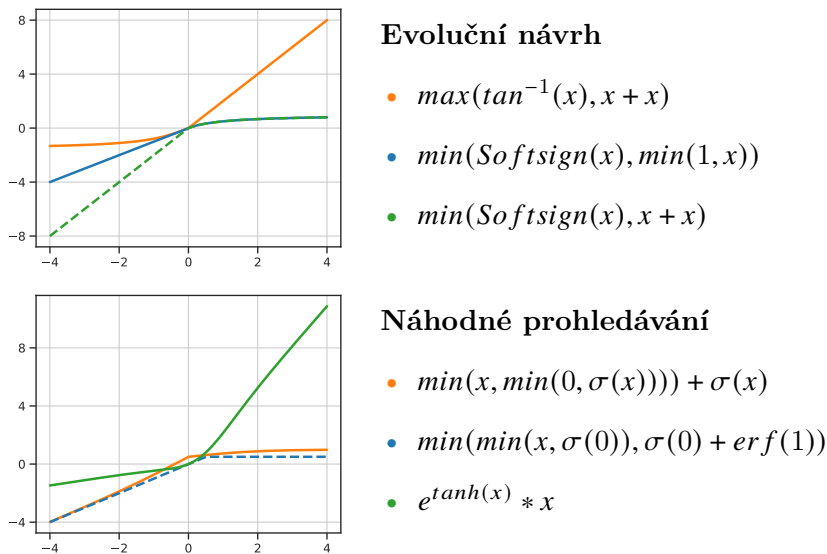 8
4
0
−4
−8
−4
−2
0
2
4
Evoluční návrh
• max(tan⁻¹(x), x + x)
• min(Softsign(x), min(1, x))
• min(Softsign(x), x + x)
8
4
0
−4
−4
−2
0
2
4
Náhodné prohledávání
• min(x, min(0, σ(x)))) + σ(x)
• min(min(x, σ(0)), σ(0) + erf(1))
• e^{tanh(x)} ∗ x